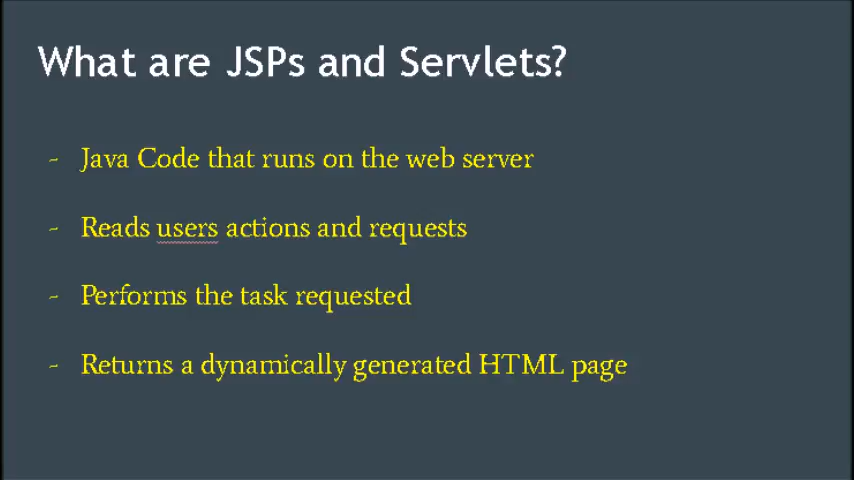 What are JSPs and Servlets?
- Java Code that runs on the web server
- Reads users actions and requests
- Performs the task requested
- Returns a dynamically generated HTML page